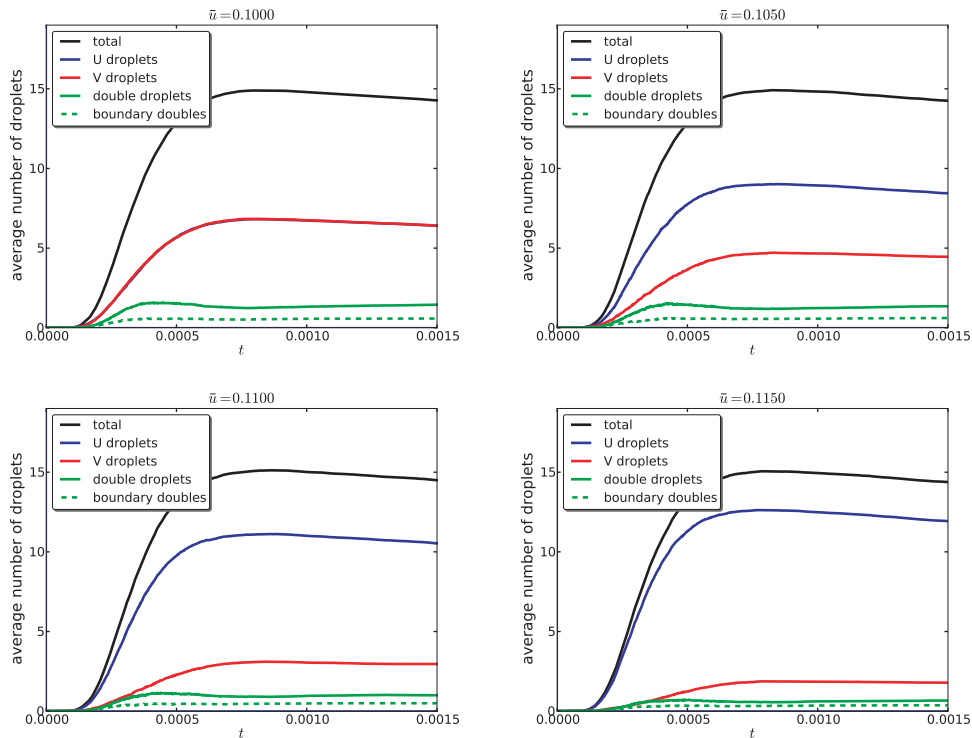 ū=0.1000
average number of droplets
15
10
5
0
total
U droplets
V droplets
double droplets
boundary doubles
0.0000 0.0005 0.0010 0.0015
t
ū=0.1050
average number of droplets
15
10
5
0
total
U droplets
V droplets
double droplets
boundary doubles
0.0000 0.0005 0.0010 0.0015
t
ū=0.1100
average number of droplets
15
10
5
0
total
U droplets
V droplets
double droplets
boundary doubles
0.0000 0.0005 0.0010 0.0015
t
ū=0.1150
average number of droplets
15
10
5
0
total
U droplets
V droplets
double droplets
boundary doubles
0.0000 0.0005 0.0010 0.0015
t